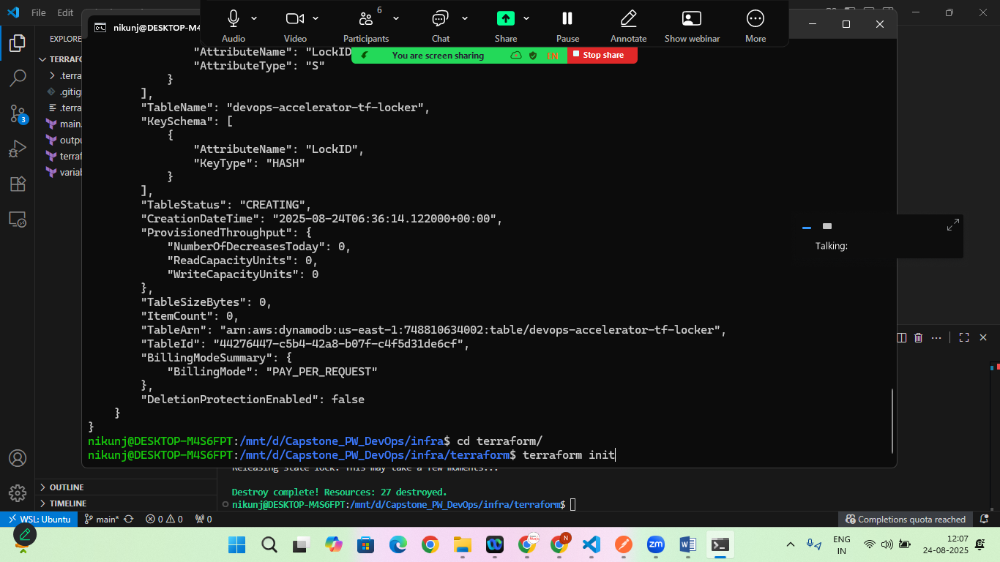 File
Edit
Audio
Video
6
Participants
Chat
Share
Pause
Annotate
Show webinar
More
You are screen sharing
EN
Stop share
nikunj@DESKTOP-M4
EXPLORE
TERRAFO
.terra
.gitig
.terra
main.
outpu
terraf
varial
3
"AttributeName": "LockID
"AttributeType": "S"
}
],
"TableName": "devops-accelerator-tf-locker",
"KeySchema": [
{
"AttributeName": "LockID",
"KeyType": "HASH"
}
],
"TableStatus": "CREATING",
"CreationDateTime": "2025-08-24T06:36:14.122000+00:00",
"ProvisionedThroughput": {
"NumberOfDecreasesToday": 0,
"ReadCapacityUnits": 0,
"WriteCapacityUnits": 0
},
"TableSizeBytes": 0,
"ItemCount": 0,
"TableArn": "arn:aws:dynamodb:us-east-1:748810634002:table/devops-accelerator-tf-locker",
"TableId": "44276447-c5b4-42a8-b07f-c4f5d31de6cf",
"BillingModeSummary": {
"BillingMode": "PAY_PER_REQUEST"
},
"DeletionProtectionEnabled": false
}
}
nikunj@DESKTOP-M4S6FPT:/mnt/d/Capstone_PW_DevOps/infra$ cd terraform/
nikunj@DESKTOP-M4S6FPT:/mnt/d/Capstone_PW_DevOps/infra/terraform$ terraform init
Talking:
Releasing state lock. This may take a few moments...
Destroy complete! Resources: 27 destroyed.
nikunj@DESKTOP-M4S6FPT:/mnt/d/Capstone_PW_DevOps/infra/terraform$
OUTLINE
TIMELINE
WSL: Ubuntu
main*
0
0
0
Completions quota reached
ENG
IN
12:07
24-08-2025